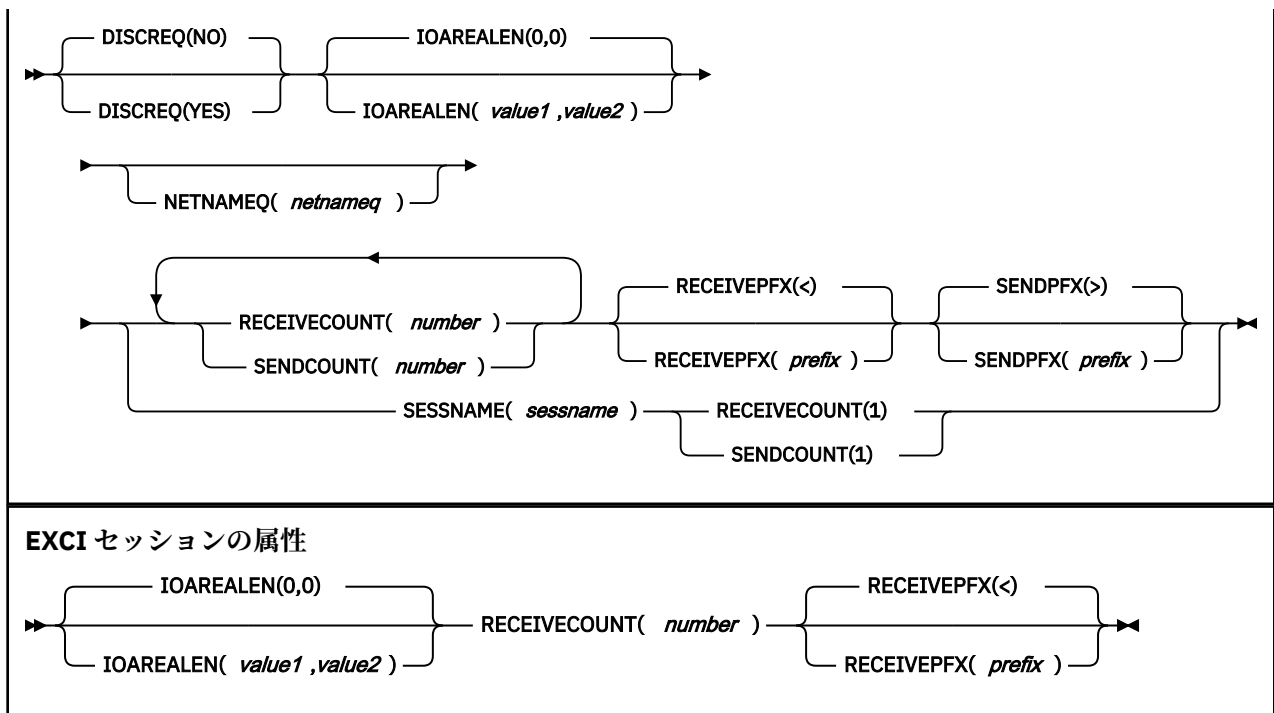 DISCREQ(NO) IOAREALEN(0,0)
DISCREQ(YES) IOAREALEN( value1 ,value2 )
NETNAMEQ( netnameq )
RECEIVEPFX(<) SENDPFX(>)
RECEIVECOUNT( number )
RECEIVEPFX( prefix ) SENDPFX( prefix )
SENDCOUNT( number )
SESSNAME( sessname ) RECEIVECOUNT(1)
SENDCOUNT(1)
EXCI セッションの属性
IOAREALEN(0,0) RECEIVEPFX(<)
RECEIVECOUNT( number )
IOAREALEN( value1 ,value2 ) RECEIVEPFX( prefix )